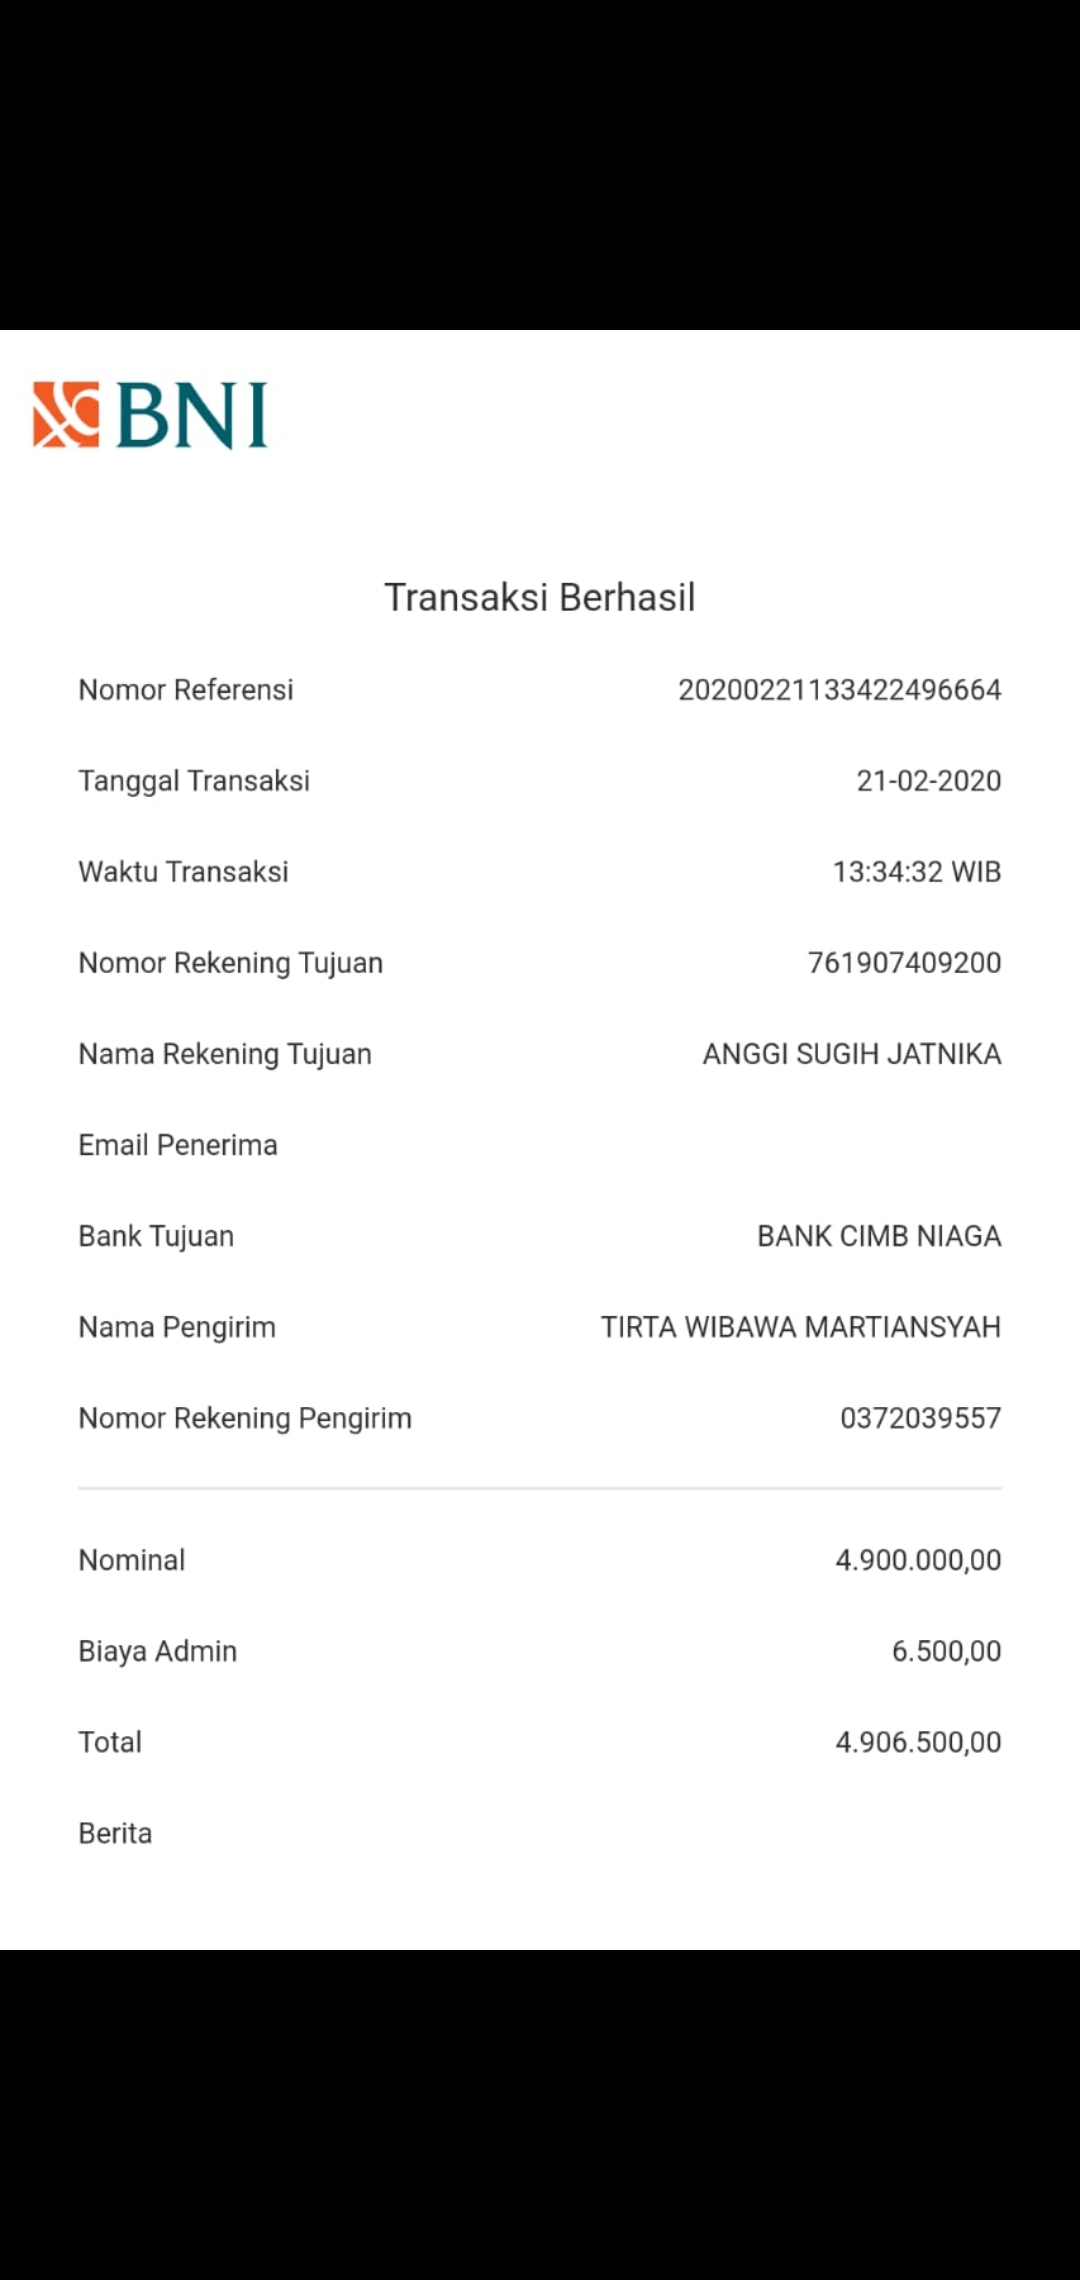 BNI
Transaksi Berhasil
Nomor Referensi 20200221133422496664
Tanggal Transaksi 21-02-2020
Waktu Transaksi 13:34:32 WIB
Nomor Rekening Tujuan 761907409200
Nama Rekening Tujuan ANGGI SUGIH JATNIKA
Email Penerima
Bank Tujuan BANK CIMB NIAGA
Nama Pengirim TIRTA WIBAWA MARTIANSYAH
Nomor Rekening Pengirim 0372039557
Nominal 4.900.000,00
Biaya Admin 6.500,00
Total 4.906.500,00
Berita